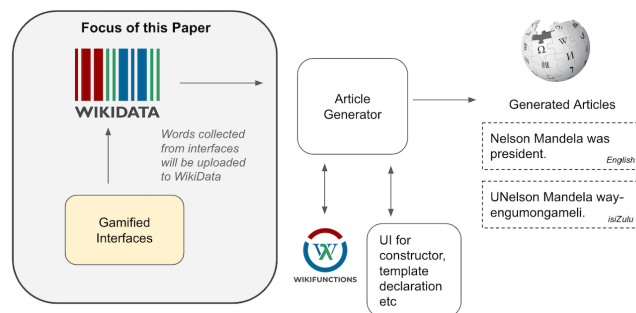 Focus of this Paper
WIKIDATA
Words collected
from interfaces
will be uploaded
to WikiData
Gamified
Interfaces
Article
Generator
WIKIFUNCTIONS
UI for
constructor,
template
declaration
etc
Generated Articles
Nelson Mandela was
president.
English
UNelson Mandela way-
engumongameli.
isiZulu